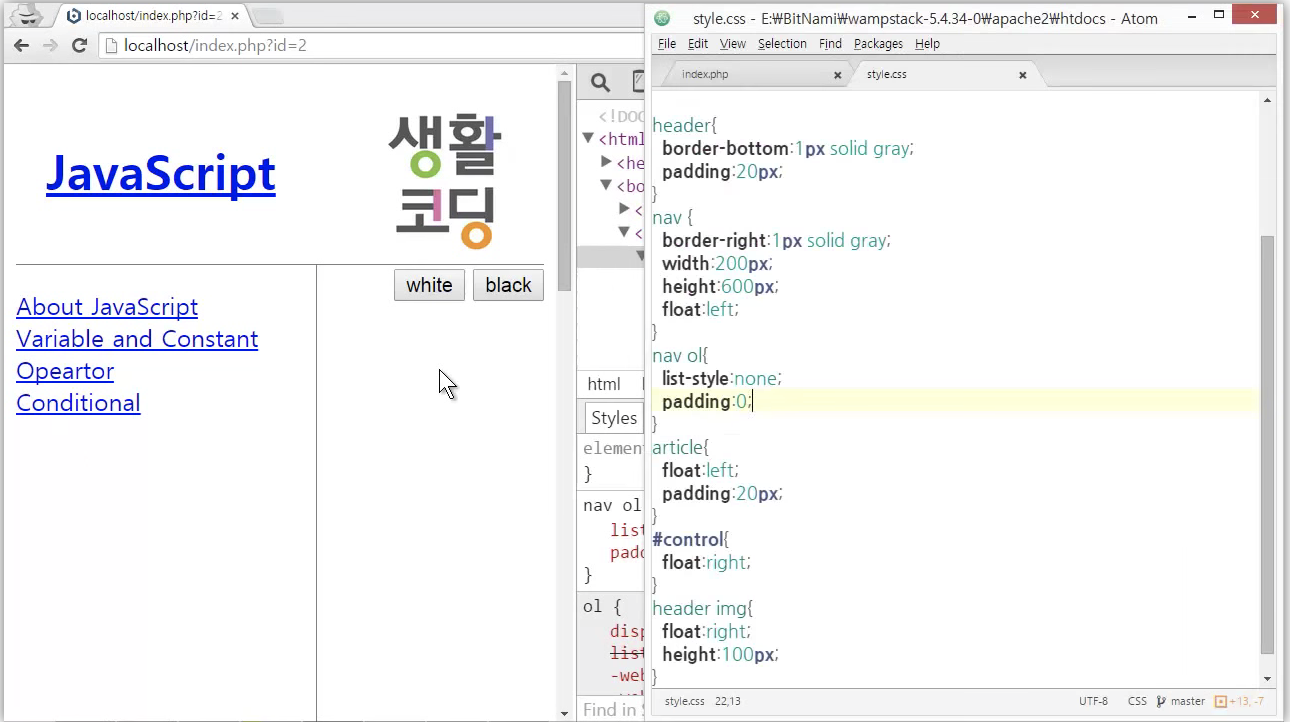 localhost/index.php?id=2
localhost/index.php?id=2
JavaScript
생활
코딩
white
black
About JavaScript
Variable and Constant
Opeartor
Conditional
<!DOC
<html
<he
<bo
<
<
html
Styles
element
}
nav ol
list
padd
}
ol {
disp
list
-web
Find in S
style.css - E:₩BitNami₩wampstack-5.4.34-0₩apache2₩htdocs - Atom
File Edit View Selection Find Packages Help
index.php
style.css
header{
border-bottom:1px solid gray;
padding:20px;
}
nav {
border-right:1px solid gray;
width:200px;
height:600px;
float:left;
}
nav ol{
list-style:none;
padding:0;
}
article{
float:left;
padding:20px;
}
#control{
float:right;
}
header img{
float:right;
height:100px;
}
style.css 22,13
UTF-8 CSS master +13, -7